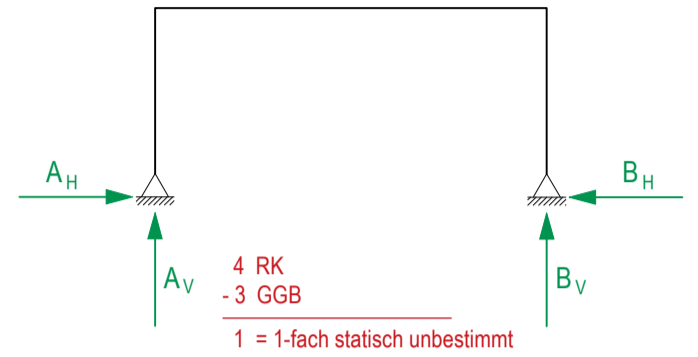 A_H
B_H
A_V
B_V
4 RK
- 3 GGB
1 = 1-fach statisch unbestimmt